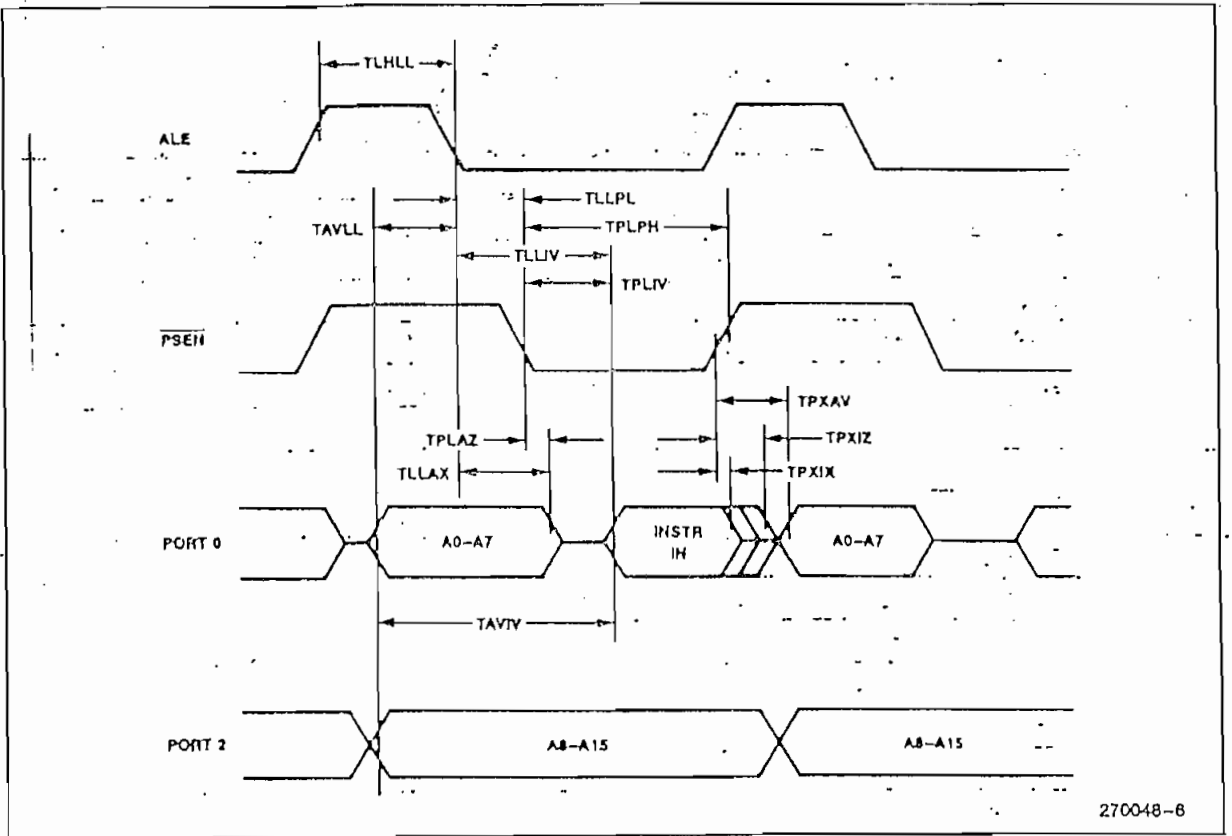 TLHLL
ALE
TLLPL
TAVLL
TPLPH
TLLIV
TPLIV
PSEN
TPXAV
TPLAZ
TPXIZ
TLLAX
TPXIX
PORT 0
A0–A7
INSTR
IN
A0–A7
TAVIV
PORT 2
A8–A15
A8–A15
270048–6